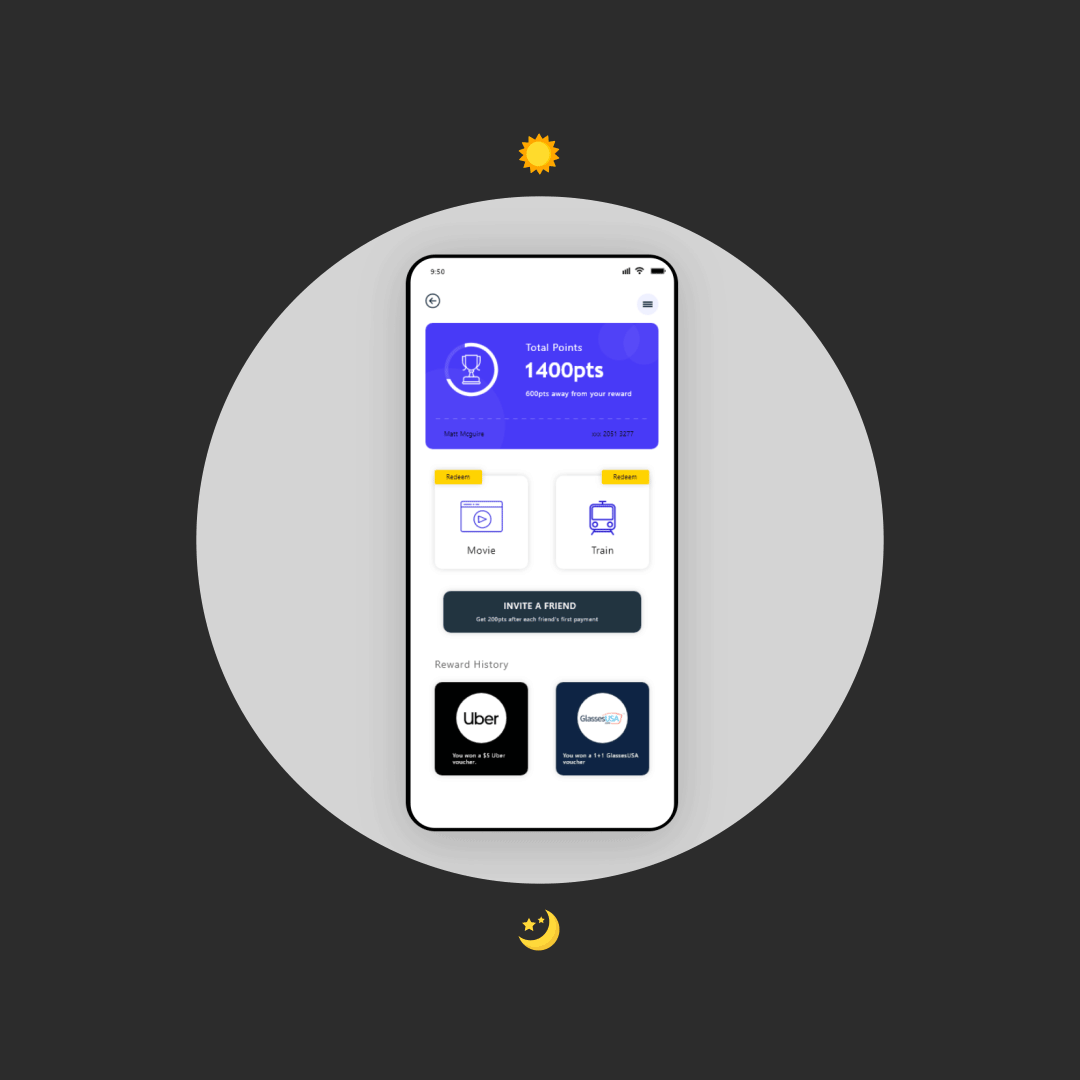 9:50
Total Points
1400pts
600pts away from your reward
Matt Mcguire
2091 3277
Redeem
Redeem
Movie
Train
INVITE A FRIEND
Get 200pts after each friend's first payment
Reward History
Uber
GlassesUSA
You won a $5 Uber
voucher.
You won a 1+1 GlassesUSA
voucher